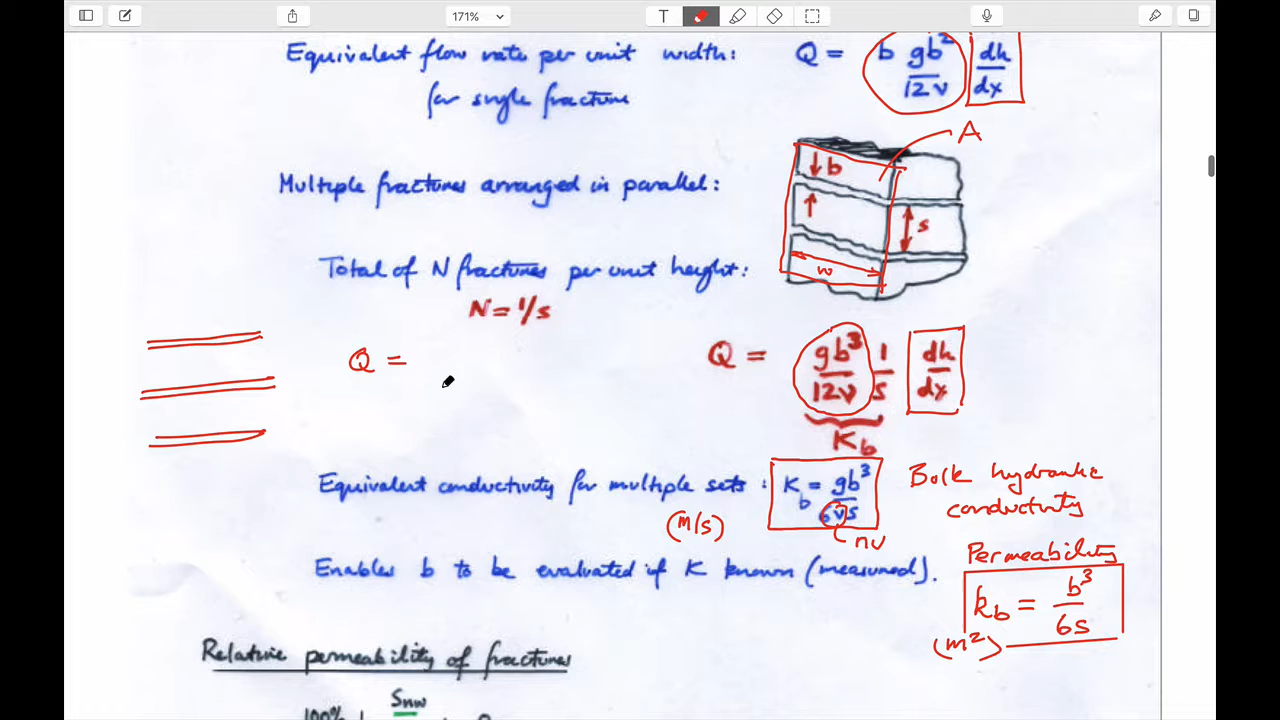 171%
T
Equivalent flow rate per unit width: Q = b gb² dh
for single fracture 12ν dx
A
↓ b
Multiple fractures arranged in parallel:
↑
s
Total of N fractures per unit height:
w
N = 1/s
Q =
Q = gb³ 1 dh
12ν s dx
K_b
Equivalent conductivity for multiple sets : K_b = gb³
6νs
Bulk hydraulic
conductivity
(m/s)
nu
Enables b to be evaluated if K known (measured).
Permeability
k_b = b³
6s
(m²)
Relative permeability of fractures
Snw
100%